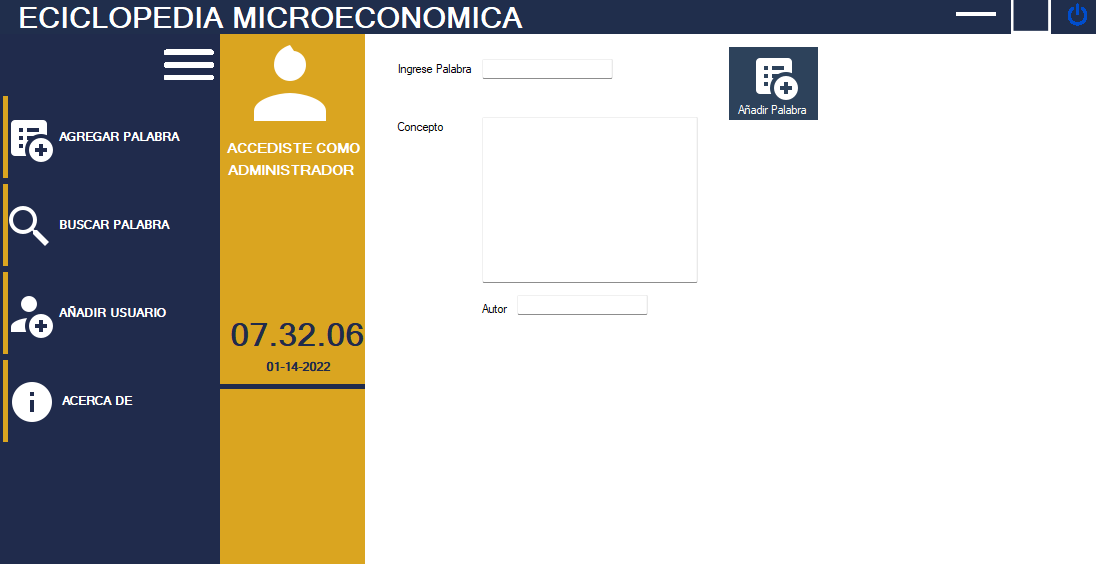 ECICLOPEDIA MICROECONOMICA
AGREGAR PALABRA
BUSCAR PALABRA
AÑADIR USUARIO
ACERCA DE
ACCEDISTE COMO
ADMINISTRADOR
07.32.06
01-14-2022
Ingrese Palabra
Concepto
Autor
Añadir Palabra